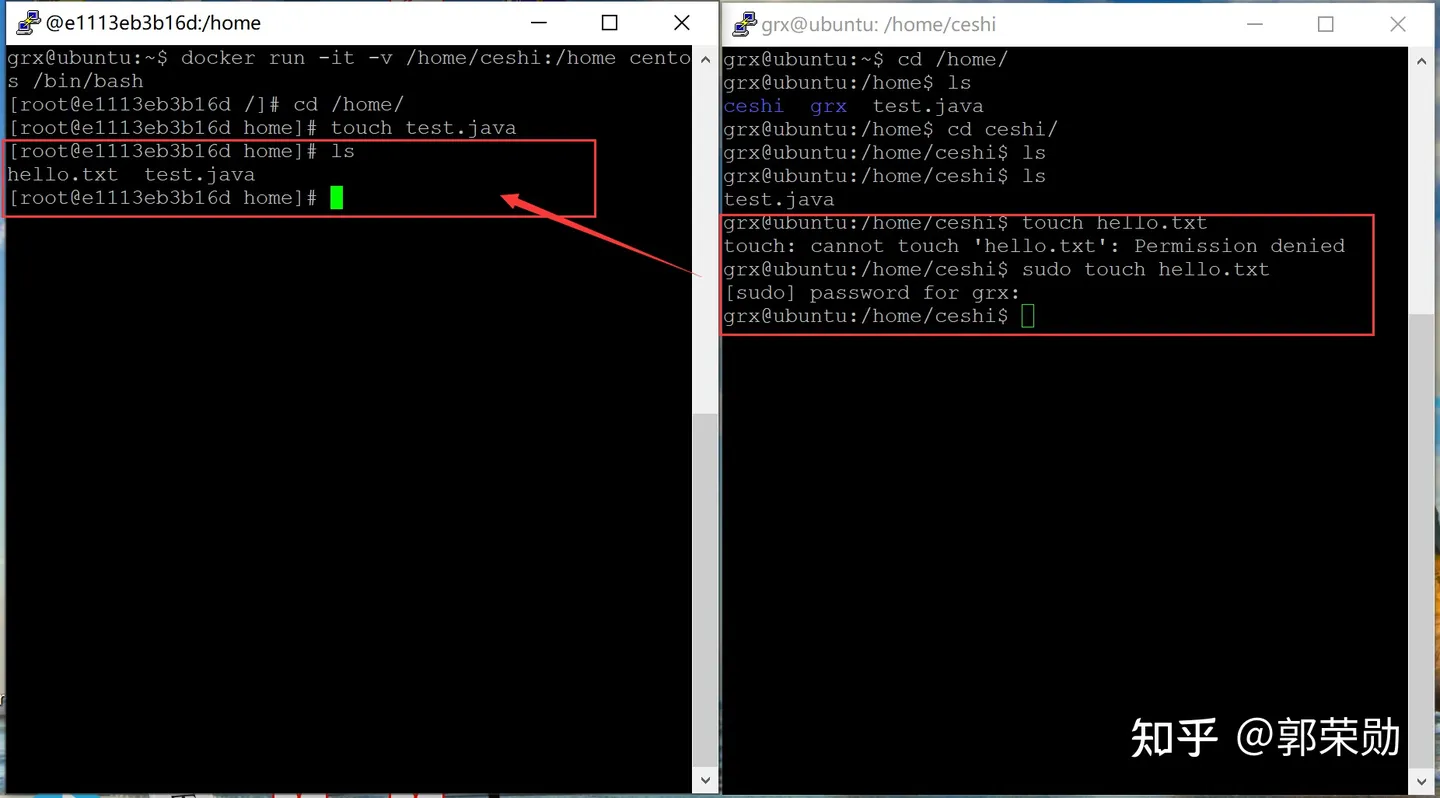 @e1113eb3b16d:/home
grx@ubuntu:~$ docker run -it -v /home/ceshi:/home cento
s /bin/bash
[root@e1113eb3b16d /]# cd /home/
[root@e1113eb3b16d home]# touch test.java
[root@e1113eb3b16d home]# ls
hello.txt  test.java
[root@e1113eb3b16d home]#
grx@ubuntu: /home/ceshi
grx@ubuntu:~$ cd /home/
grx@ubuntu:/home$ ls
ceshi  grx  test.java
grx@ubuntu:/home$ cd ceshi/
grx@ubuntu:/home/ceshi$ ls
grx@ubuntu:/home/ceshi$ ls
test.java
grx@ubuntu:/home/ceshi$ touch hello.txt
touch: cannot touch 'hello.txt': Permission denied
grx@ubuntu:/home/ceshi$ sudo touch hello.txt
[sudo] password for grx:
grx@ubuntu:/home/ceshi$
知乎 @郭荣勋